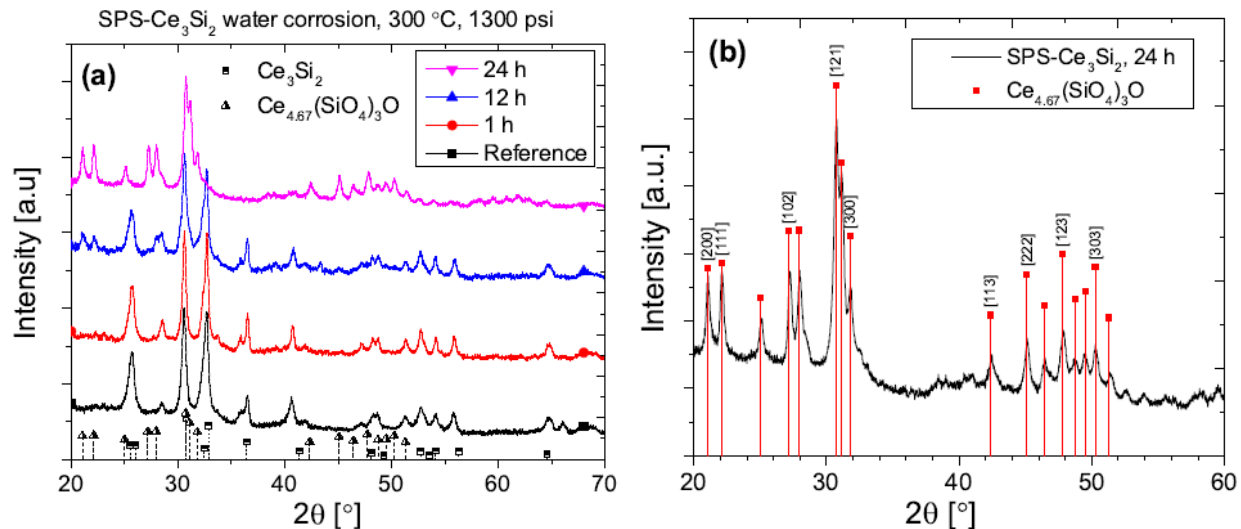 SPS-Ce3Si2 water corrosion, 300 °C, 1300 psi
(a)
Ce3Si2
Ce4.67(SiO4)3O
24 h
12 h
1 h
Reference
Intensity [a.u]
20 30 40 50 60 70
2θ [°]
(b)
SPS-Ce3Si2, 24 h
Ce4.67(SiO4)3O
[200]
[111]
[102]
[121]
[300]
[113]
[222]
[123]
[303]
Intensity [a.u.]
20 30 40 50 60
2θ [°]